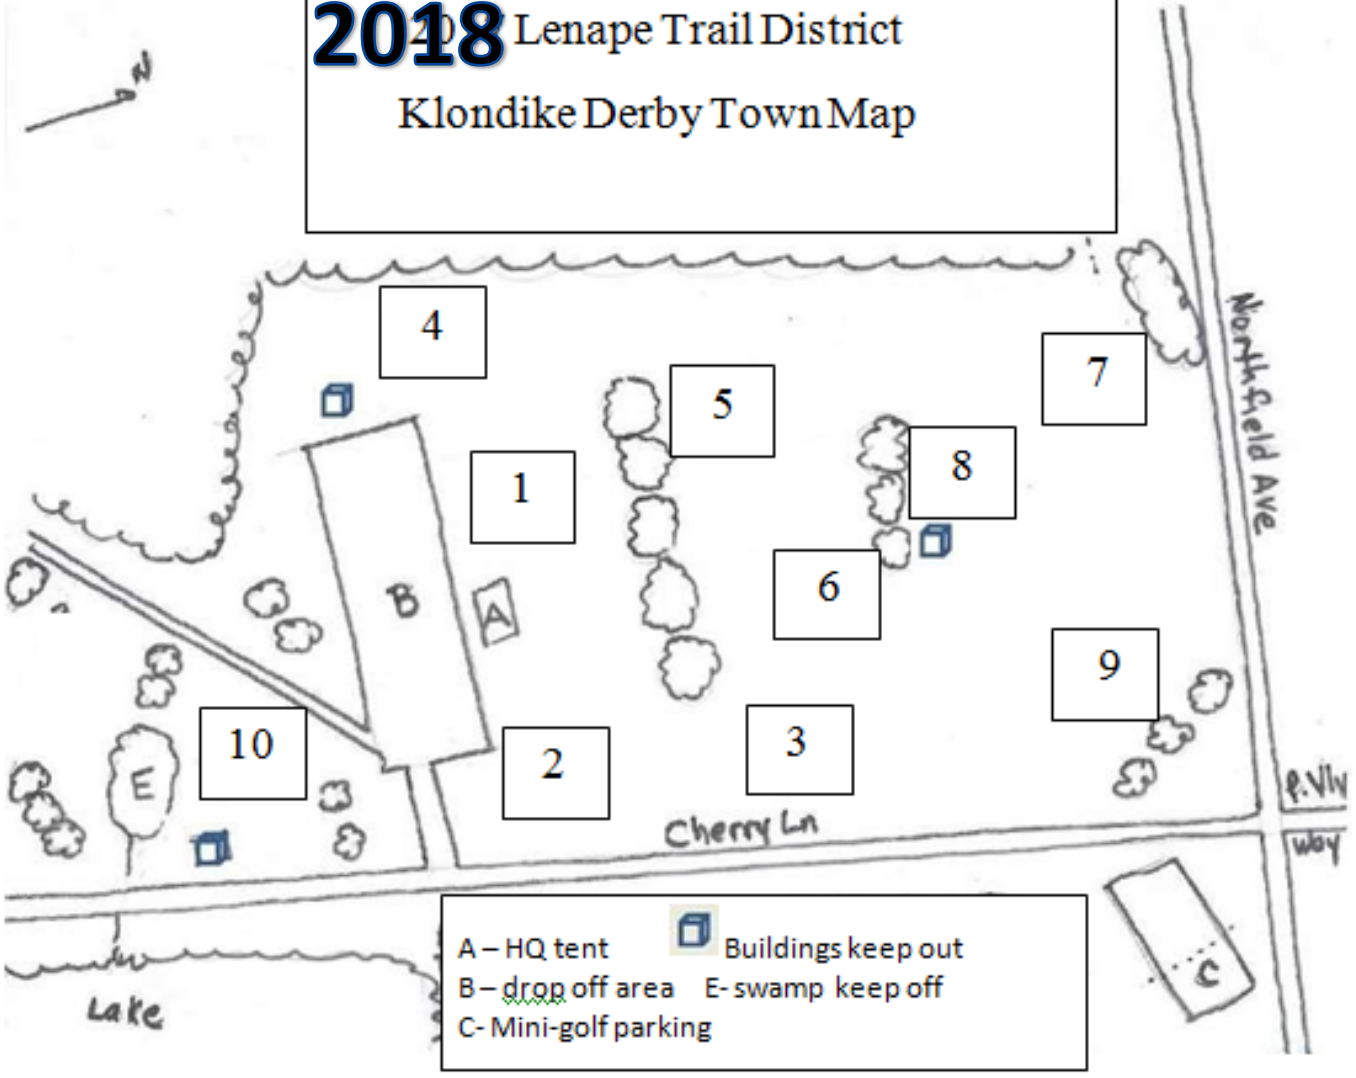 2018 Lenape Trail District
Klondike Derby Town Map
N
4
7
5
8
1
6
B
A
9
10
2
3
E
Northfield Ave
Cherry Ln
P. Vly
Way
C
Lake
A – HQ tent Buildings keep out
B – drop off area E- swamp keep off
C- Mini-golf parking